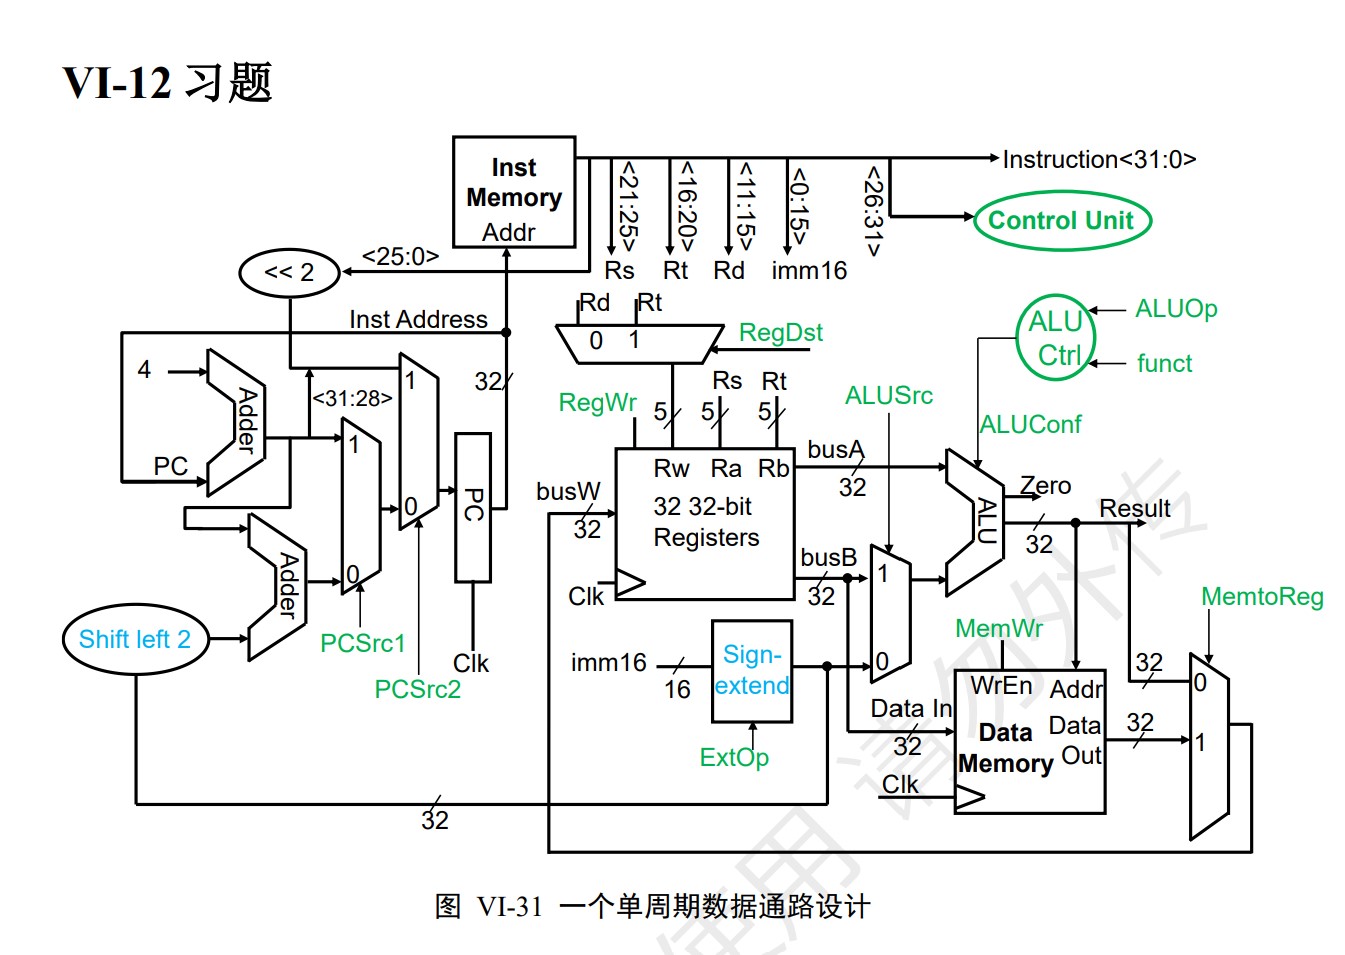 VI-12 习题
Inst
Memory
Addr
Instruction<31:0>
<21:25>
<16:20>
<11:15>
<0:15>
<26:31>
Control Unit
Rs
Rt
Rd
imm16
<25:0>
<< 2
Rd
Rt
0
1
RegDst
ALU
Ctrl
ALUOp
funct
Inst Address
4
Adder
PC
<31:28>
1
0
1
0
32
PC
Clk
Adder
Shift left 2
PCSrc1
PCSrc2
RegWr
5
5
5
Rs
Rt
ALUSrc
ALUConf
Rw
Ra
Rb
32 32-bit
Registers
busW
32
Clk
busA
32
busB
32
1
0
ALU
Zero
Result
32
imm16
16
Sign-
extend
ExtOp
32
MemWr
WrEn
Addr
Data In
32
Data
Memory
Data
Out
Clk
32
32
MemtoReg
0
1
图 VI-31 一个单周期数据通路设计
使用 请勿外传